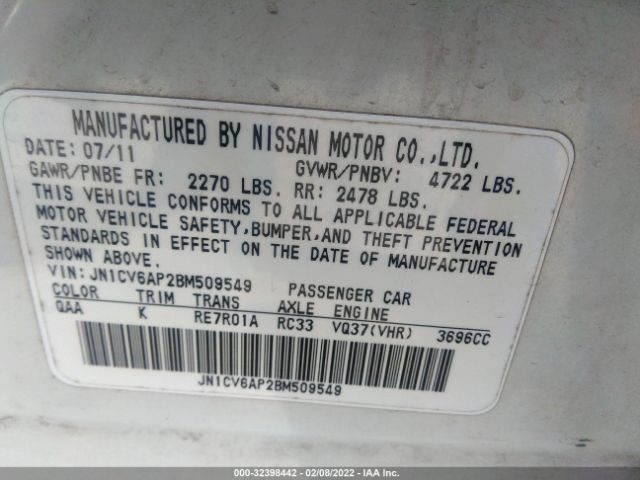 MANUFACTURED BY NISSAN MOTOR CO.,LTD.
DATE: 07/11 GVWR/PNBV: 4722 LBS.
GAWR/PNBE FR: 2270 LBS. RR: 2478 LBS.
THIS VEHICLE CONFORMS TO ALL APPLICABLE FEDERAL
MOTOR VEHICLE SAFETY,BUMPER,AND THEFT PREVENTION
STANDARDS IN EFFECT ON THE DATE OF MANUFACTURE
SHOWN ABOVE.
VIN: JN1CV6AP2BM509549 PASSENGER CAR
COLOR TRIM TRANS AXLE ENGINE
QAA K RE7R01A RC33 VQ37(VHR) 3696CC
JN1CV6AP2BM509549
000-32398442 - 02/08/2022 - IAA Inc.